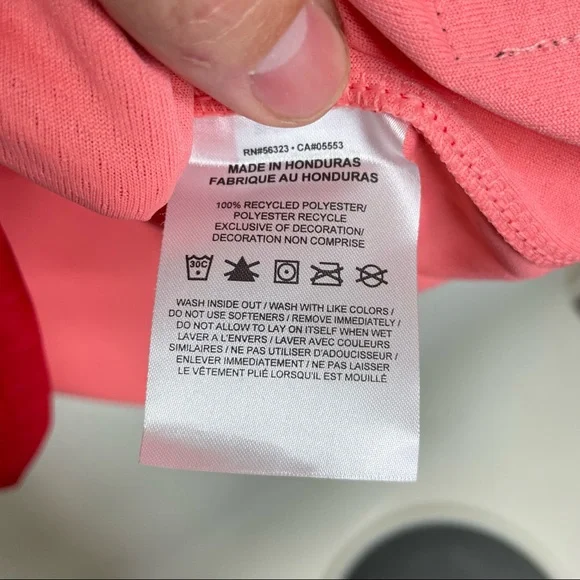 RN#56323 • CA#05553
MADE IN HONDURAS
FABRIQUE AU HONDURAS
100% RECYCLED POLYESTER/
POLYESTER RECYCLE
EXCLUSIVE OF DECORATION/
DECORATION NON COMPRISE
30C
WASH INSIDE OUT / WASH WITH LIKE COLORS /
DO NOT USE SOFTENERS / REMOVE IMMEDIATELY /
DO NOT ALLOW TO LAY ON ITSELF WHEN WET
LAVER A L'ENVERS / LAVER AVEC COULEURS
SIMILAIRES / NE PAS UTILISER D'ADOUCISSEUR /
ENLEVER IMMEDIATEMENT / NE PAS LAISSER
LE VÊTEMENT PLIÉ LORSQU'IL EST MOUILLÉ